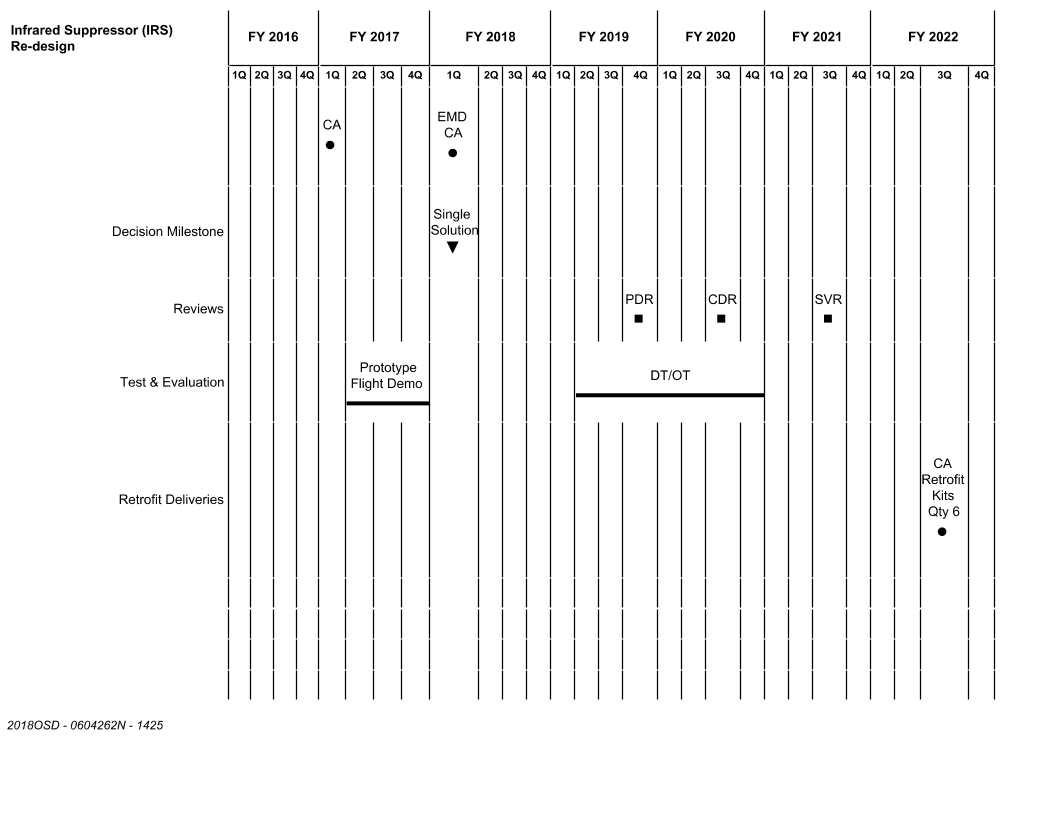 Infrared Suppressor (IRS)
Re-design
FY 2016 FY 2017 FY 2018 FY 2019 FY 2020 FY 2021 FY 2022
1Q 2Q 3Q 4Q 1Q 2Q 3Q 4Q 1Q 2Q 3Q 4Q 1Q 2Q 3Q 4Q 1Q 2Q 3Q 4Q 1Q 2Q 3Q 4Q 1Q 2Q 3Q 4Q
CA
EMD
CA
Decision Milestone
Single
Solution
Reviews
PDR
CDR
SVR
Test & Evaluation
Prototype
Flight Demo
DT/OT
Retrofit Deliveries
CA
Retrofit
Kits
Qty 6
2018OSD - 0604262N - 1425